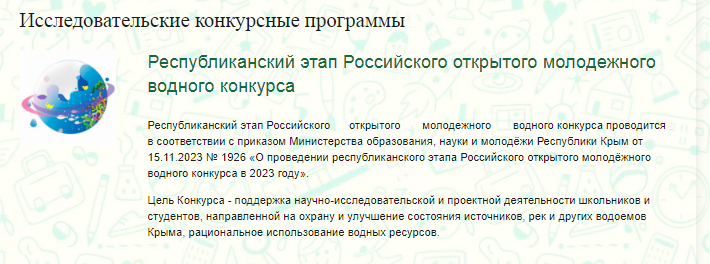 Исследовательские конкурсные программы
Республиканский этап Российского открытого молодежного
водного конкурса
Республиканский этап Российского открытого молодежного водного конкурса проводится
в соответствии с приказом Министерства образования, науки и молодёжи Республики Крым от
15.11.2023 № 1926 «О проведении республиканского этапа Российского открытого молодёжного
водного конкурса в 2023 году».
Цель Конкурса - поддержка научно-исследовательской и проектной деятельности школьников и
студентов, направленной на охрану и улучшение состояния источников, рек и других водоемов
Крыма, рациональное использование водных ресурсов.